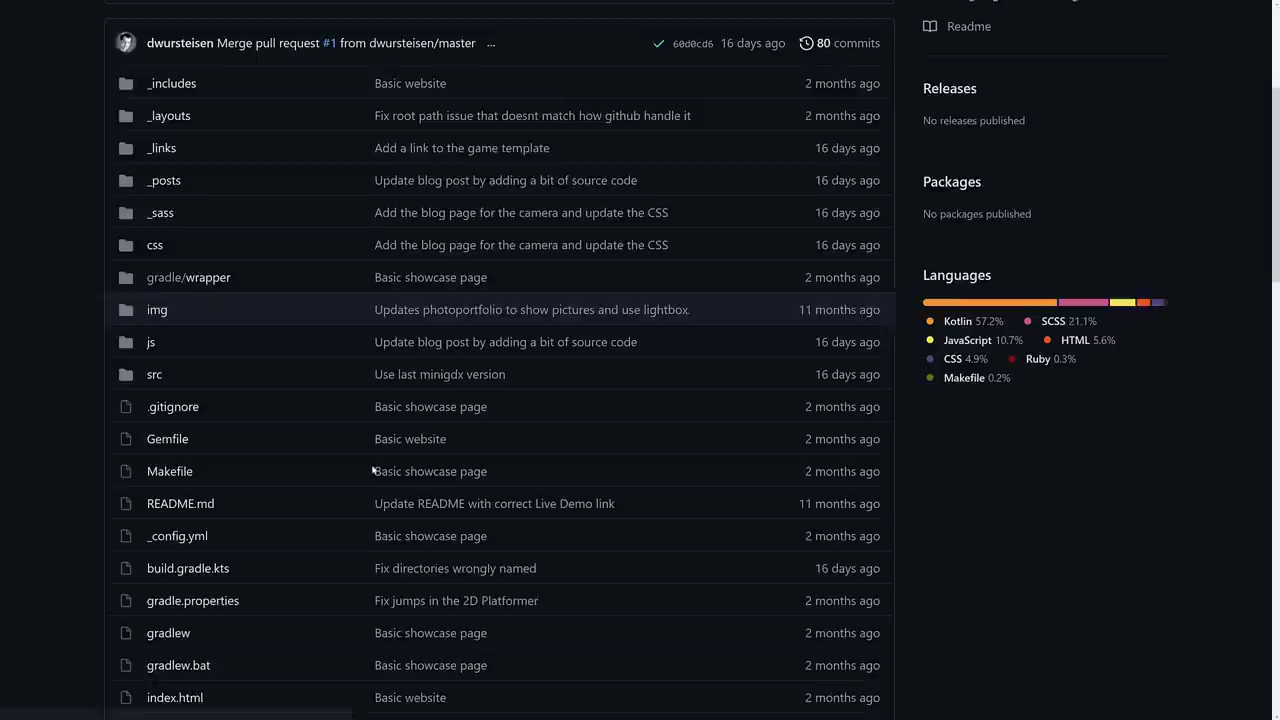 dwursteisen Merge pull request #1 from dwursteisen/master ... 60d0cd6 16 days ago 80 commits
_includes Basic website 2 months ago
_layouts Fix root path issue that doesnt match how github handle it 2 months ago
_links Add a link to the game template 16 days ago
_posts Update blog post by adding a bit of source code 16 days ago
_sass Add the blog page for the camera and update the CSS 16 days ago
css Add the blog page for the camera and update the CSS 16 days ago
gradle/wrapper Basic showcase page 2 months ago
img Updates photoportfolio to show pictures and use lightbox. 11 months ago
js Update blog post by adding a bit of source code 16 days ago
src Use last minigdx version 16 days ago
.gitignore Basic showcase page 2 months ago
Gemfile Basic website 2 months ago
Makefile Basic showcase page 2 months ago
README.md Update README with correct Live Demo link 11 months ago
_config.yml Basic showcase page 2 months ago
build.gradle.kts Fix directories wrongly named 16 days ago
gradle.properties Fix jumps in the 2D Platformer 2 months ago
gradlew Basic showcase page 2 months ago
gradlew.bat Basic showcase page 2 months ago
index.html Basic website 2 months ago
Readme
Releases
No releases published
Packages
No packages published
Languages
Kotlin 57.2% SCSS 21.1%
JavaScript 10.7% HTML 5.6%
CSS 4.9% Ruby 0.3%
Makefile 0.2%